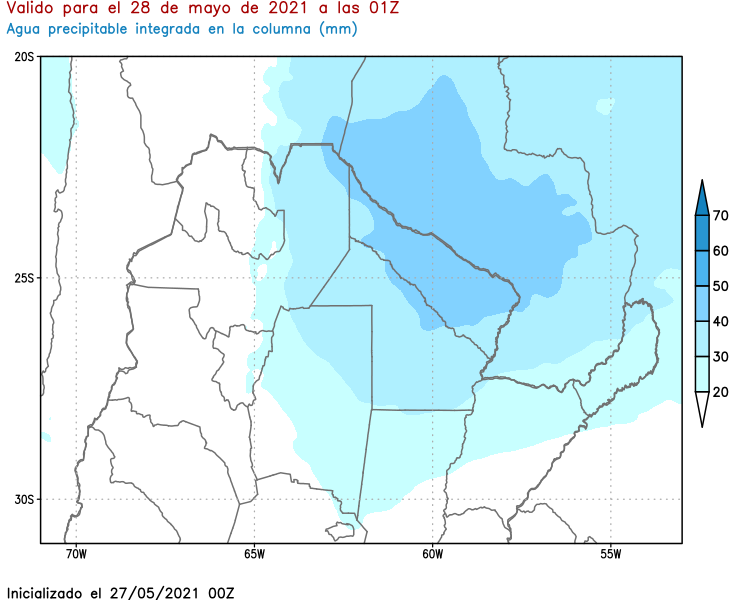 Valido para el 28 de mayo de 2021 a las 01Z
Agua precipitable integrada en la columna (mm)
20S
25S
30S
70W
65W
60W
55W
70
60
50
40
30
20
Inicializado el 27/05/2021 00Z